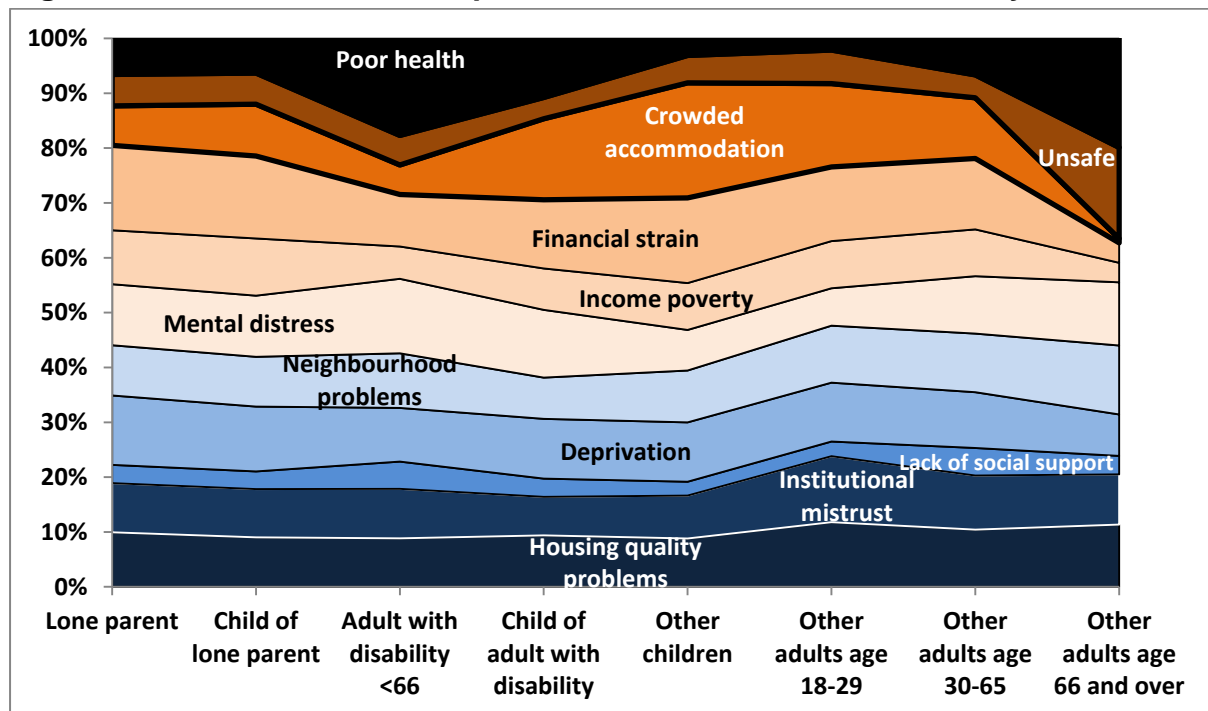 100%
90%
80%
70%
60%
50%
40%
30%
20%
10%
0%
Poor health
Crowded
accommodation
Unsafe
Financial strain
Income poverty
Mental distress
Neighbourhood
problems
Deprivation
Lack of social support
Institutional
mistrust
Housing quality
problems
Lone parent
Child of
lone parent
Adult with
disability
<66
Child of
adult with
disability
Other
children
Other
adults age
18-29
Other
adults age
30-65
Other
adults age
66 and over